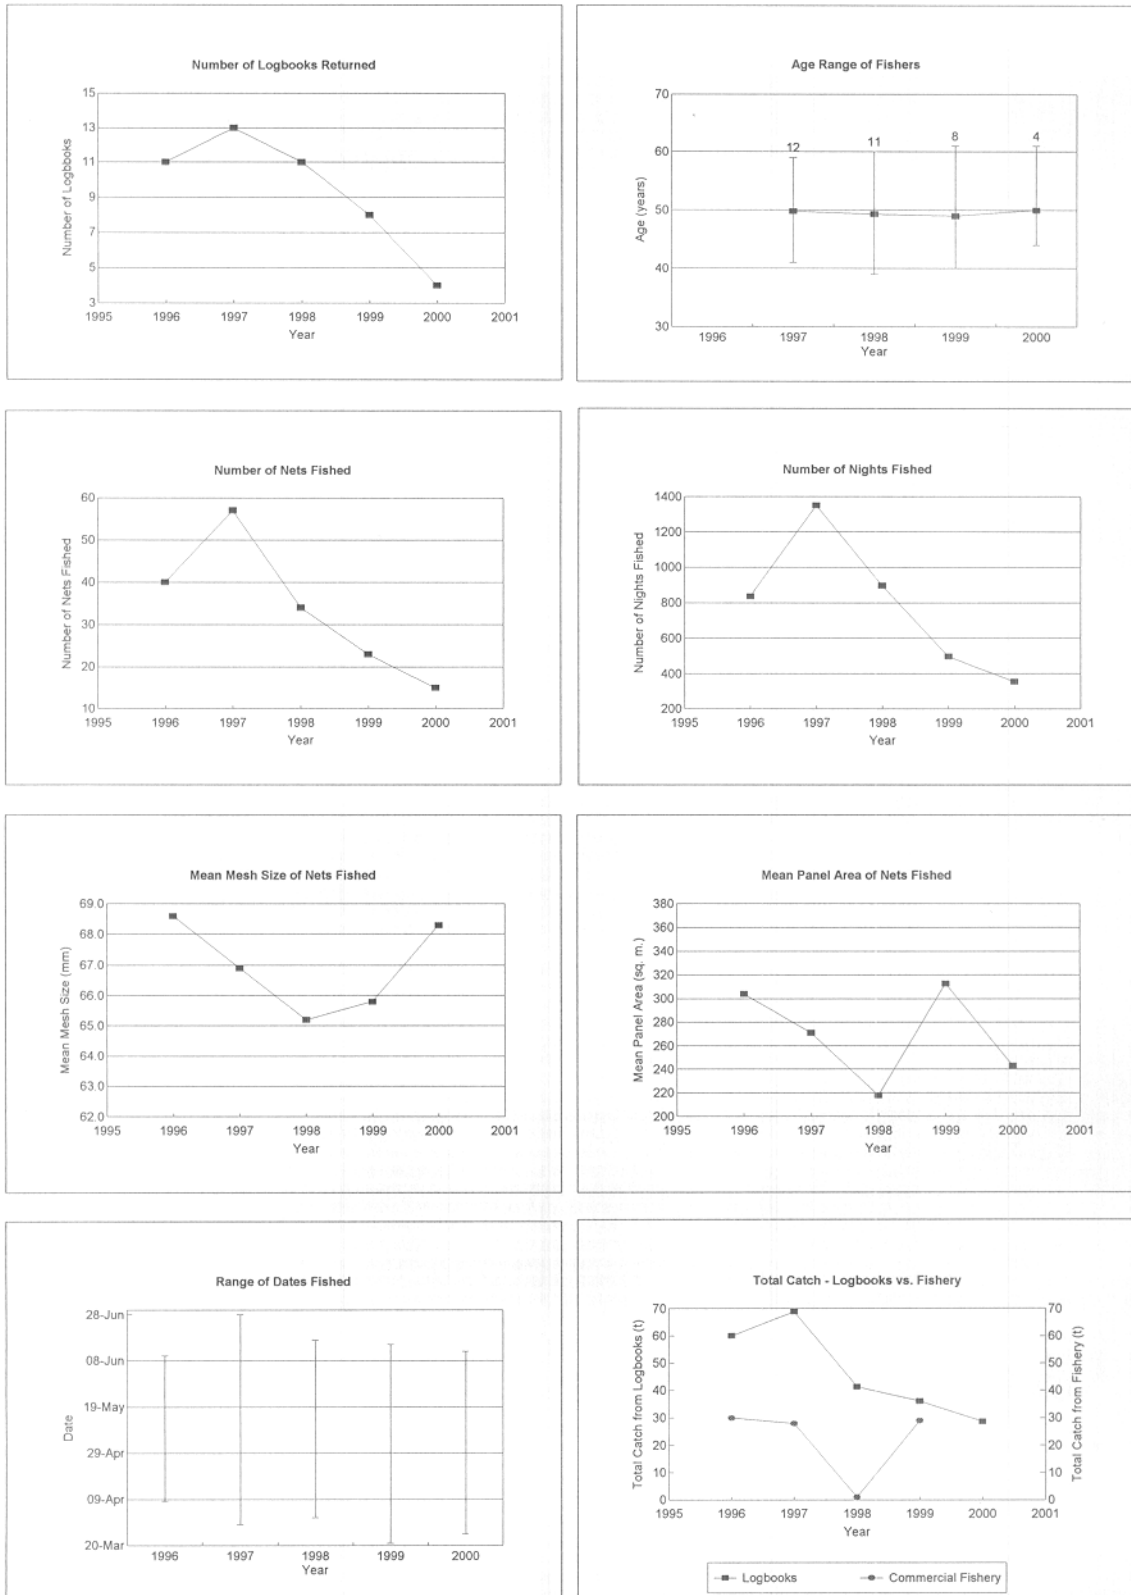 Number of Logbooks Returned
15
13
11
9
7
5
3
Number of Logbboks
1995 1996 1997 1998 1999 2000 2001
Year
Age Range of Fishers
70
60
50
40
30
Age (years)
12 11 8 4
1996 1997 1998 1999 2000
Year
Number of Nets Fished
60
50
40
30
20
10
Number of Nets Fished
1995 1996 1997 1998 1999 2000 2001
Year
Number of Nights Fished
1400
1200
1000
800
600
400
200
Number of Nights Fished
1995 1996 1997 1998 1999 2000 2001
Year
Mean Mesh Size of Nets Fished
69.0
68.0
67.0
66.0
65.0
64.0
63.0
62.0
Mean Mesh Size (mm)
1995 1996 1997 1998 1999 2000 2001
Year
Mean Panel Area of Nets Fished
380
360
340
320
300
280
260
240
220
200
Mean Panel Area (sq. m.)
1995 1996 1997 1998 1999 2000 2001
Year
Range of Dates Fished
28-Jun
08-Jun
19-May
29-Apr
09-Apr
20-Mar
Date
1996 1997 1998 1999 2000
Year
Total Catch - Logbooks vs. Fishery
70
60
50
40
30
20
10
0
Total Catch from Logbooks (t)
70
60
50
40
30
20
10
0
Total Catch from Fishery (t)
1995 1996 1997 1998 1999 2000 2001
Year
Logbooks Commercial Fishery